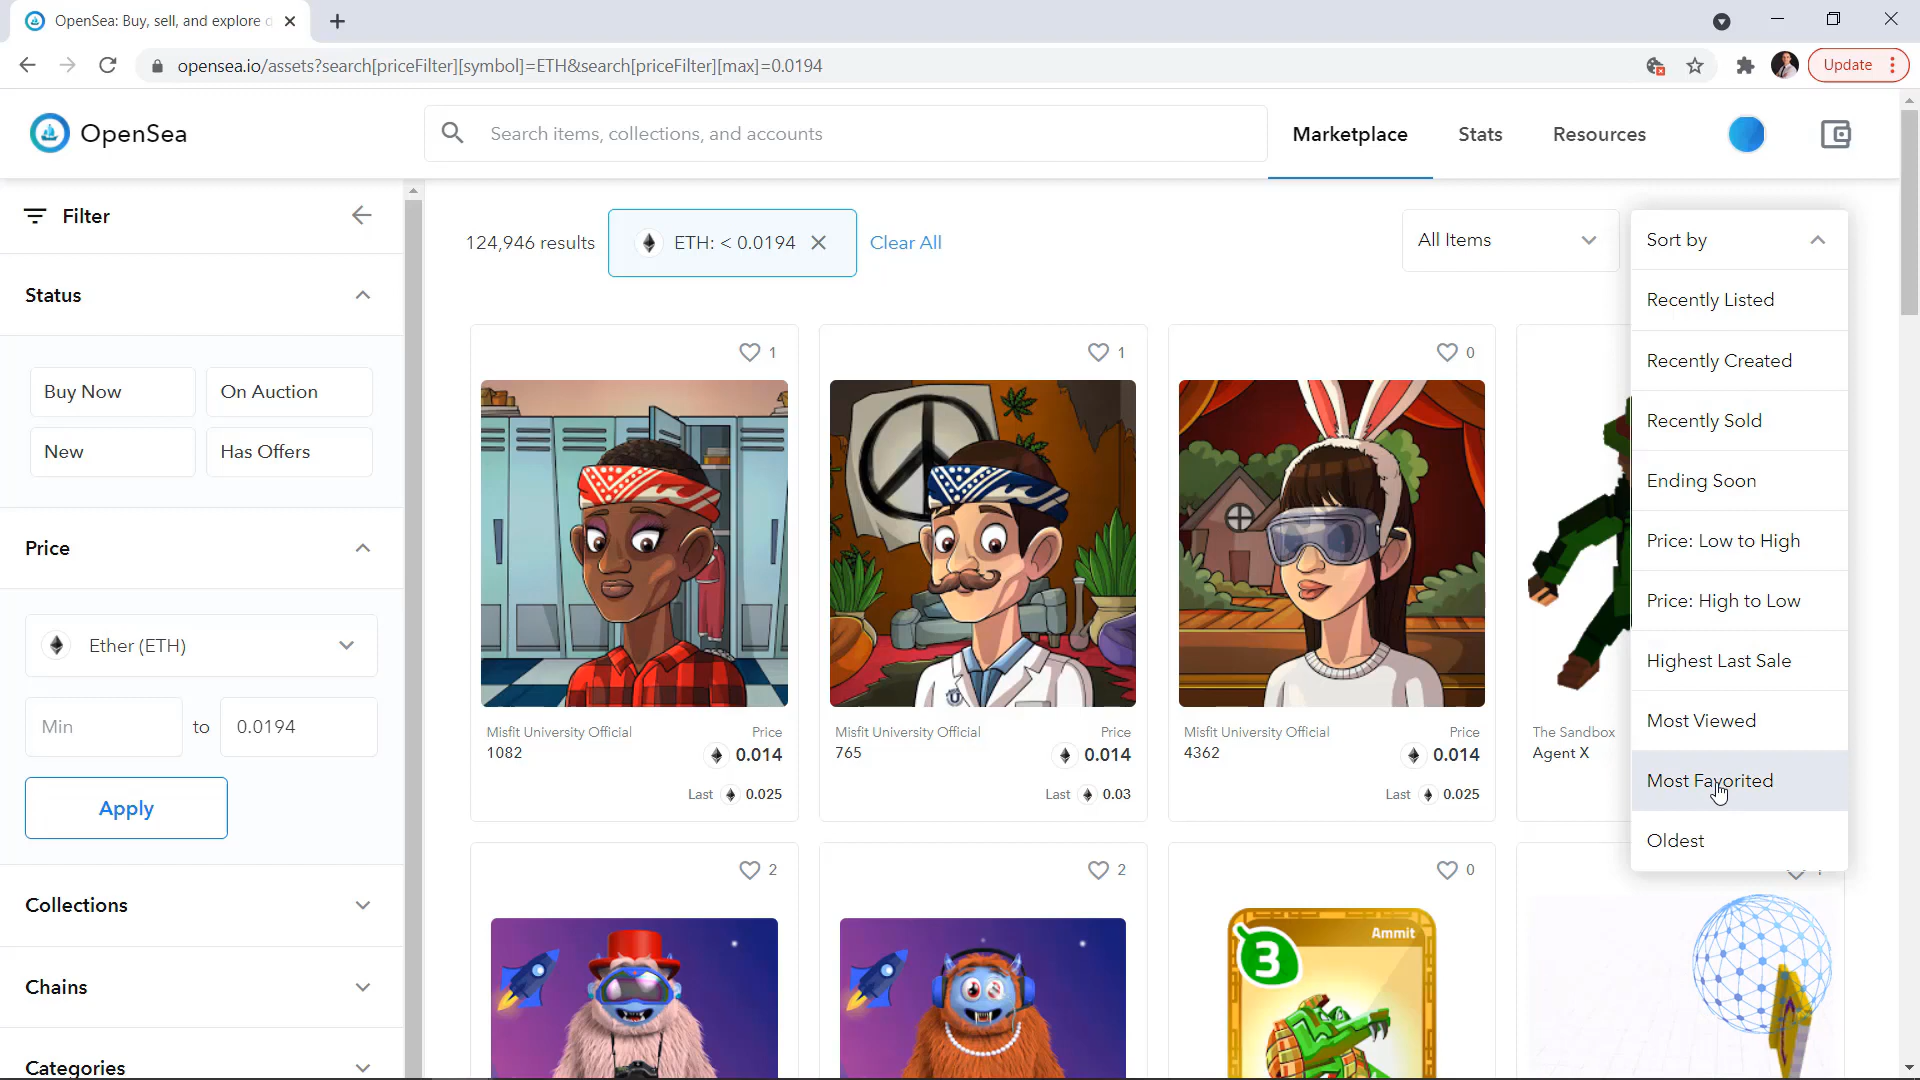 OpenSea: Buy, sell, and explore d
opensea.io/assets?search[priceFilter][symbol]=ETH&search[priceFilter][max]=0.0194
Update
OpenSea
Search items, collections, and accounts
Marketplace
Stats
Resources
Filter
124,946 results
ETH: < 0.0194
Clear All
All Items
Sort by
Recently Listed
Recently Created
Recently Sold
Ending Soon
Price: Low to High
Price: High to Low
Highest Last Sale
Most Viewed
Most Favorited
Oldest
Status
Buy Now
On Auction
New
Has Offers
Price
Ether (ETH)
Min
to
0.0194
Apply
Collections
Chains
Categories
1
1
0
Misfit University Official
Price
1082
0.014
Last
0.025
Misfit University Official
Price
765
0.014
Last
0.03
Misfit University Official
Price
4362
0.014
Last
0.025
The Sandbox
Agent X
2
2
0
3
Ammit